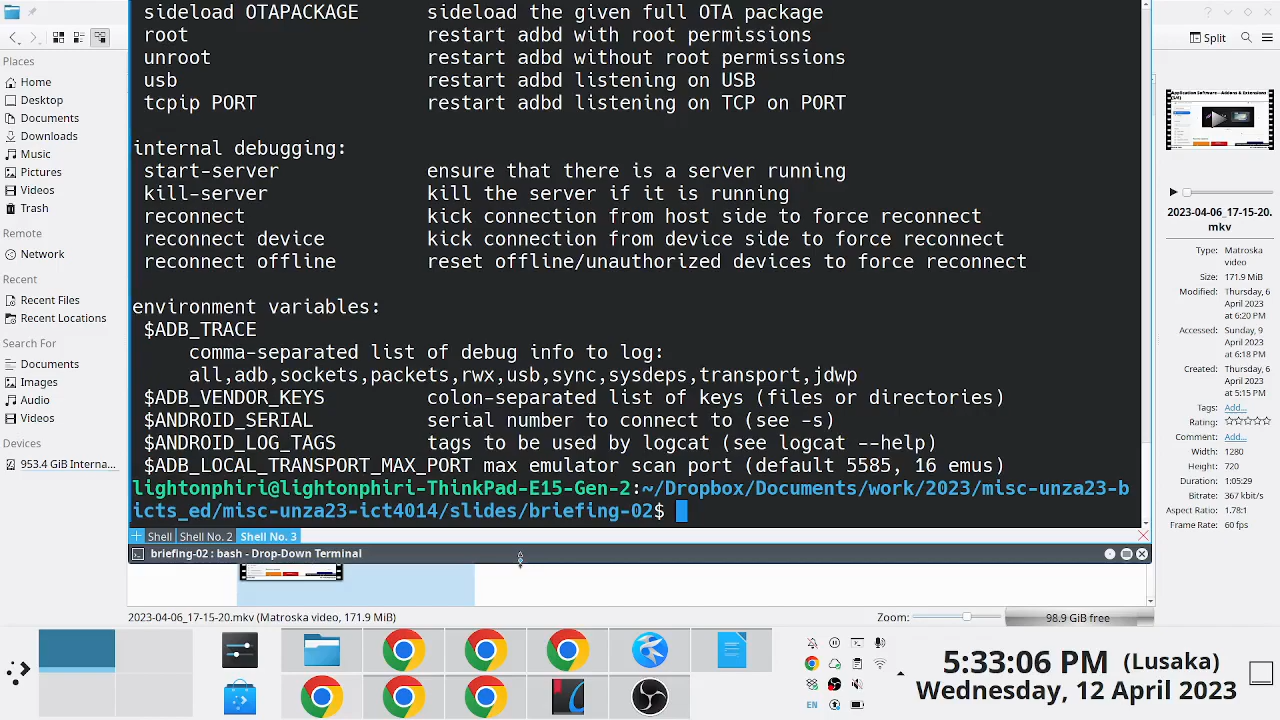 sideload OTAPACKAGE sideload the given full OTA package
root restart adbd with root permissions
unroot restart adbd without root permissions
usb restart adbd listening on USB
tcpip PORT restart adbd listening on TCP on PORT
internal debugging:
start-server ensure that there is a server running
kill-server kill the server if it is running
reconnect kick connection from host side to force reconnect
reconnect device kick connection from device side to force reconnect
reconnect offline reset offline/unauthorized devices to force reconnect
environment variables:
$ADB_TRACE
comma-separated list of debug info to log:
all,adb,sockets,packets,rwx,usb,sync,sysdeps,transport,jdwp
$ADB_VENDOR_KEYS colon-separated list of keys (files or directories)
$ANDROID_SERIAL serial number to connect to (see -s)
$ANDROID_LOG_TAGS tags to be used by logcat (see logcat --help)
$ADB_LOCAL_TRANSPORT_MAX_PORT max emulator scan port (default 5585, 16 emus)
lightonphiri@lightonphiri-ThinkPad-E15-Gen-2:~/Dropbox/Documents/work/2023/misc-unza23-b
icts_ed/misc-unza23-ict4014/slides/briefing-02$
Shell Shell No. 2 Shell No. 3
briefing-02 : bash - Drop-Down Terminal
Places
Home
Desktop
Documents
Downloads
Music
Pictures
Videos
Trash
Remote
Network
Recent
Recent Files
Recent Locations
Search For
Documents
Images
Audio
Videos
Devices
953.4 GiB Interna...
Split
Application Software - Addons & Extensions
2023-04-06_17-15-20.
mkv
Type: Matroska
video
Size: 171.9 MiB
Modified: Thursday, 
6 April 2023
at 6:20 PM
Accessed: Sunday, 9
April 2023
at 6:18 PM
Created: Thursday, 
6 April 2023
at 5:15 PM
Tags: Add...
Rating:
Comment: Add...
Width: 1280
Height: 720
Duration: 1:05:29
Bitrate: 367 kbit/s
Aspect Ratio: 1.78:1
Frame Rate: 60 fps
2023-04-06_17-15-20.mkv (Matroska video, 171.9 MiB)
Zoom:
98.9 GiB free
EN
5:33:06 PM (Lusaka)
Wednesday, 12 April 2023